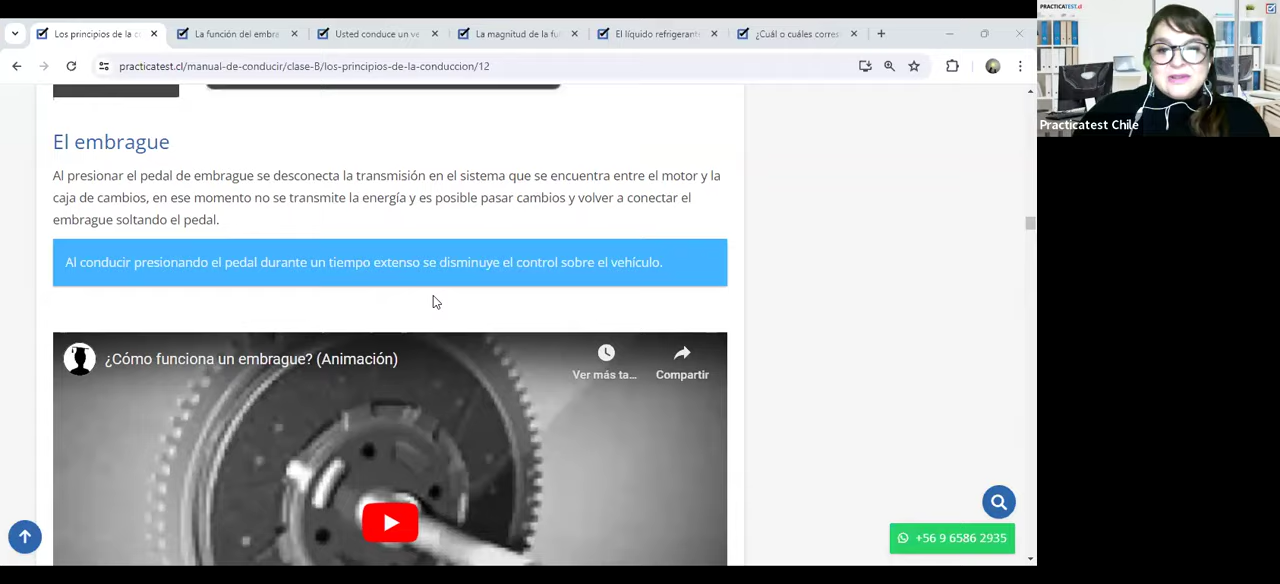 Los principios de la c
La función del embra
Usted conduce un ve
La magnitud de la fu
El líquido refrigerant
¿Cuál o cuáles corres
practicatest.cl/manual-de-conducir/clase-B/los-principios-de-la-conduccion/12
PRACTICATEST.cl
Practicatest Chile
El embrague
Al presionar el pedal de embrague se desconecta la transmisión en el sistema que se encuentra entre el motor y la
caja de cambios, en ese momento no se transmite la energía y es posible pasar cambios y volver a conectar el
embrague soltando el pedal.
Al conducir presionando el pedal durante un tiempo extenso se disminuye el control sobre el vehículo.
¿Cómo funciona un embrague? (Animación)
Ver más ta...
Compartir
+56 9 6586 2935